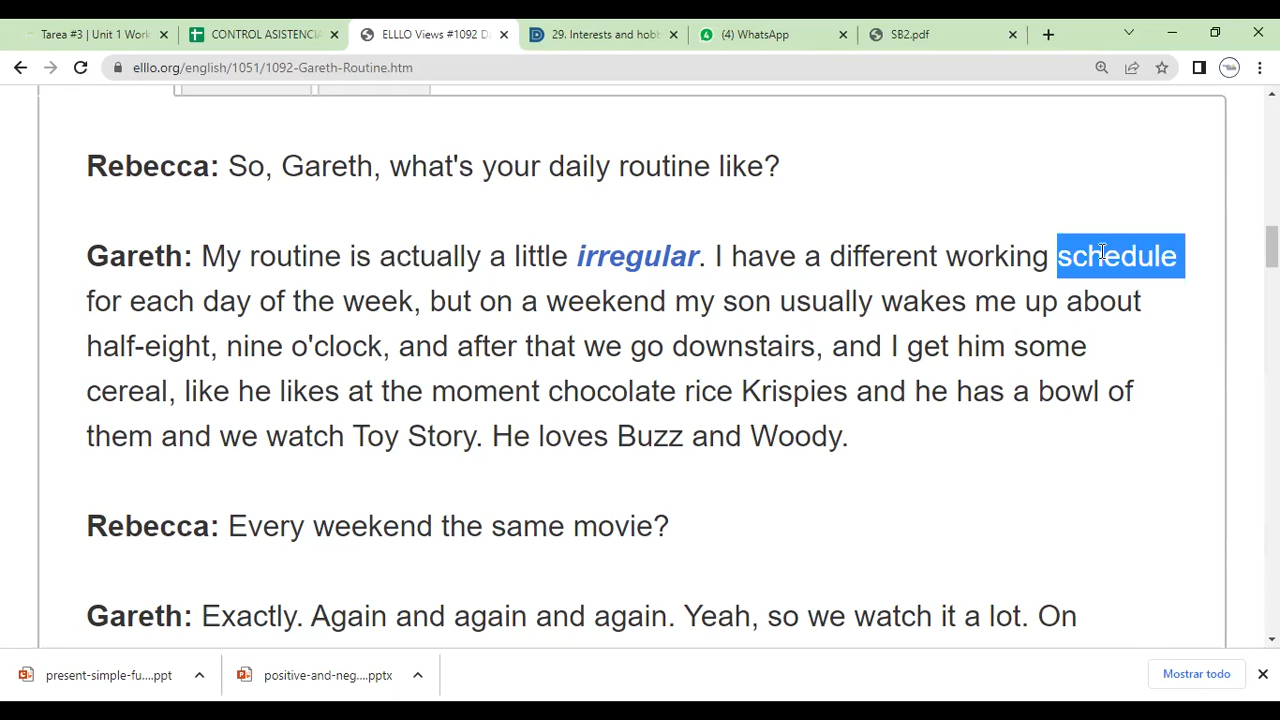 Tarea #3 | Unit 1 Work
CONTROL ASISTENCIA
ELLLO Views #1092 Da
29. Interests and hobb
(4) WhatsApp
SB2.pdf
elllo.org/english/1051/1092-Gareth-Routine.htm
Rebecca: So, Gareth, what's your daily routine like?
Gareth: My routine is actually a little irregular. I have a different working schedule
for each day of the week, but on a weekend my son usually wakes me up about
half-eight, nine o'clock, and after that we go downstairs, and I get him some
cereal, like he likes at the moment chocolate rice Krispies and he has a bowl of
them and we watch Toy Story. He loves Buzz and Woody.
Rebecca: Every weekend the same movie?
Gareth: Exactly. Again and again and again. Yeah, so we watch it a lot. On
present-simple-fu....ppt
positive-and-neg....pptx
Mostrar todo